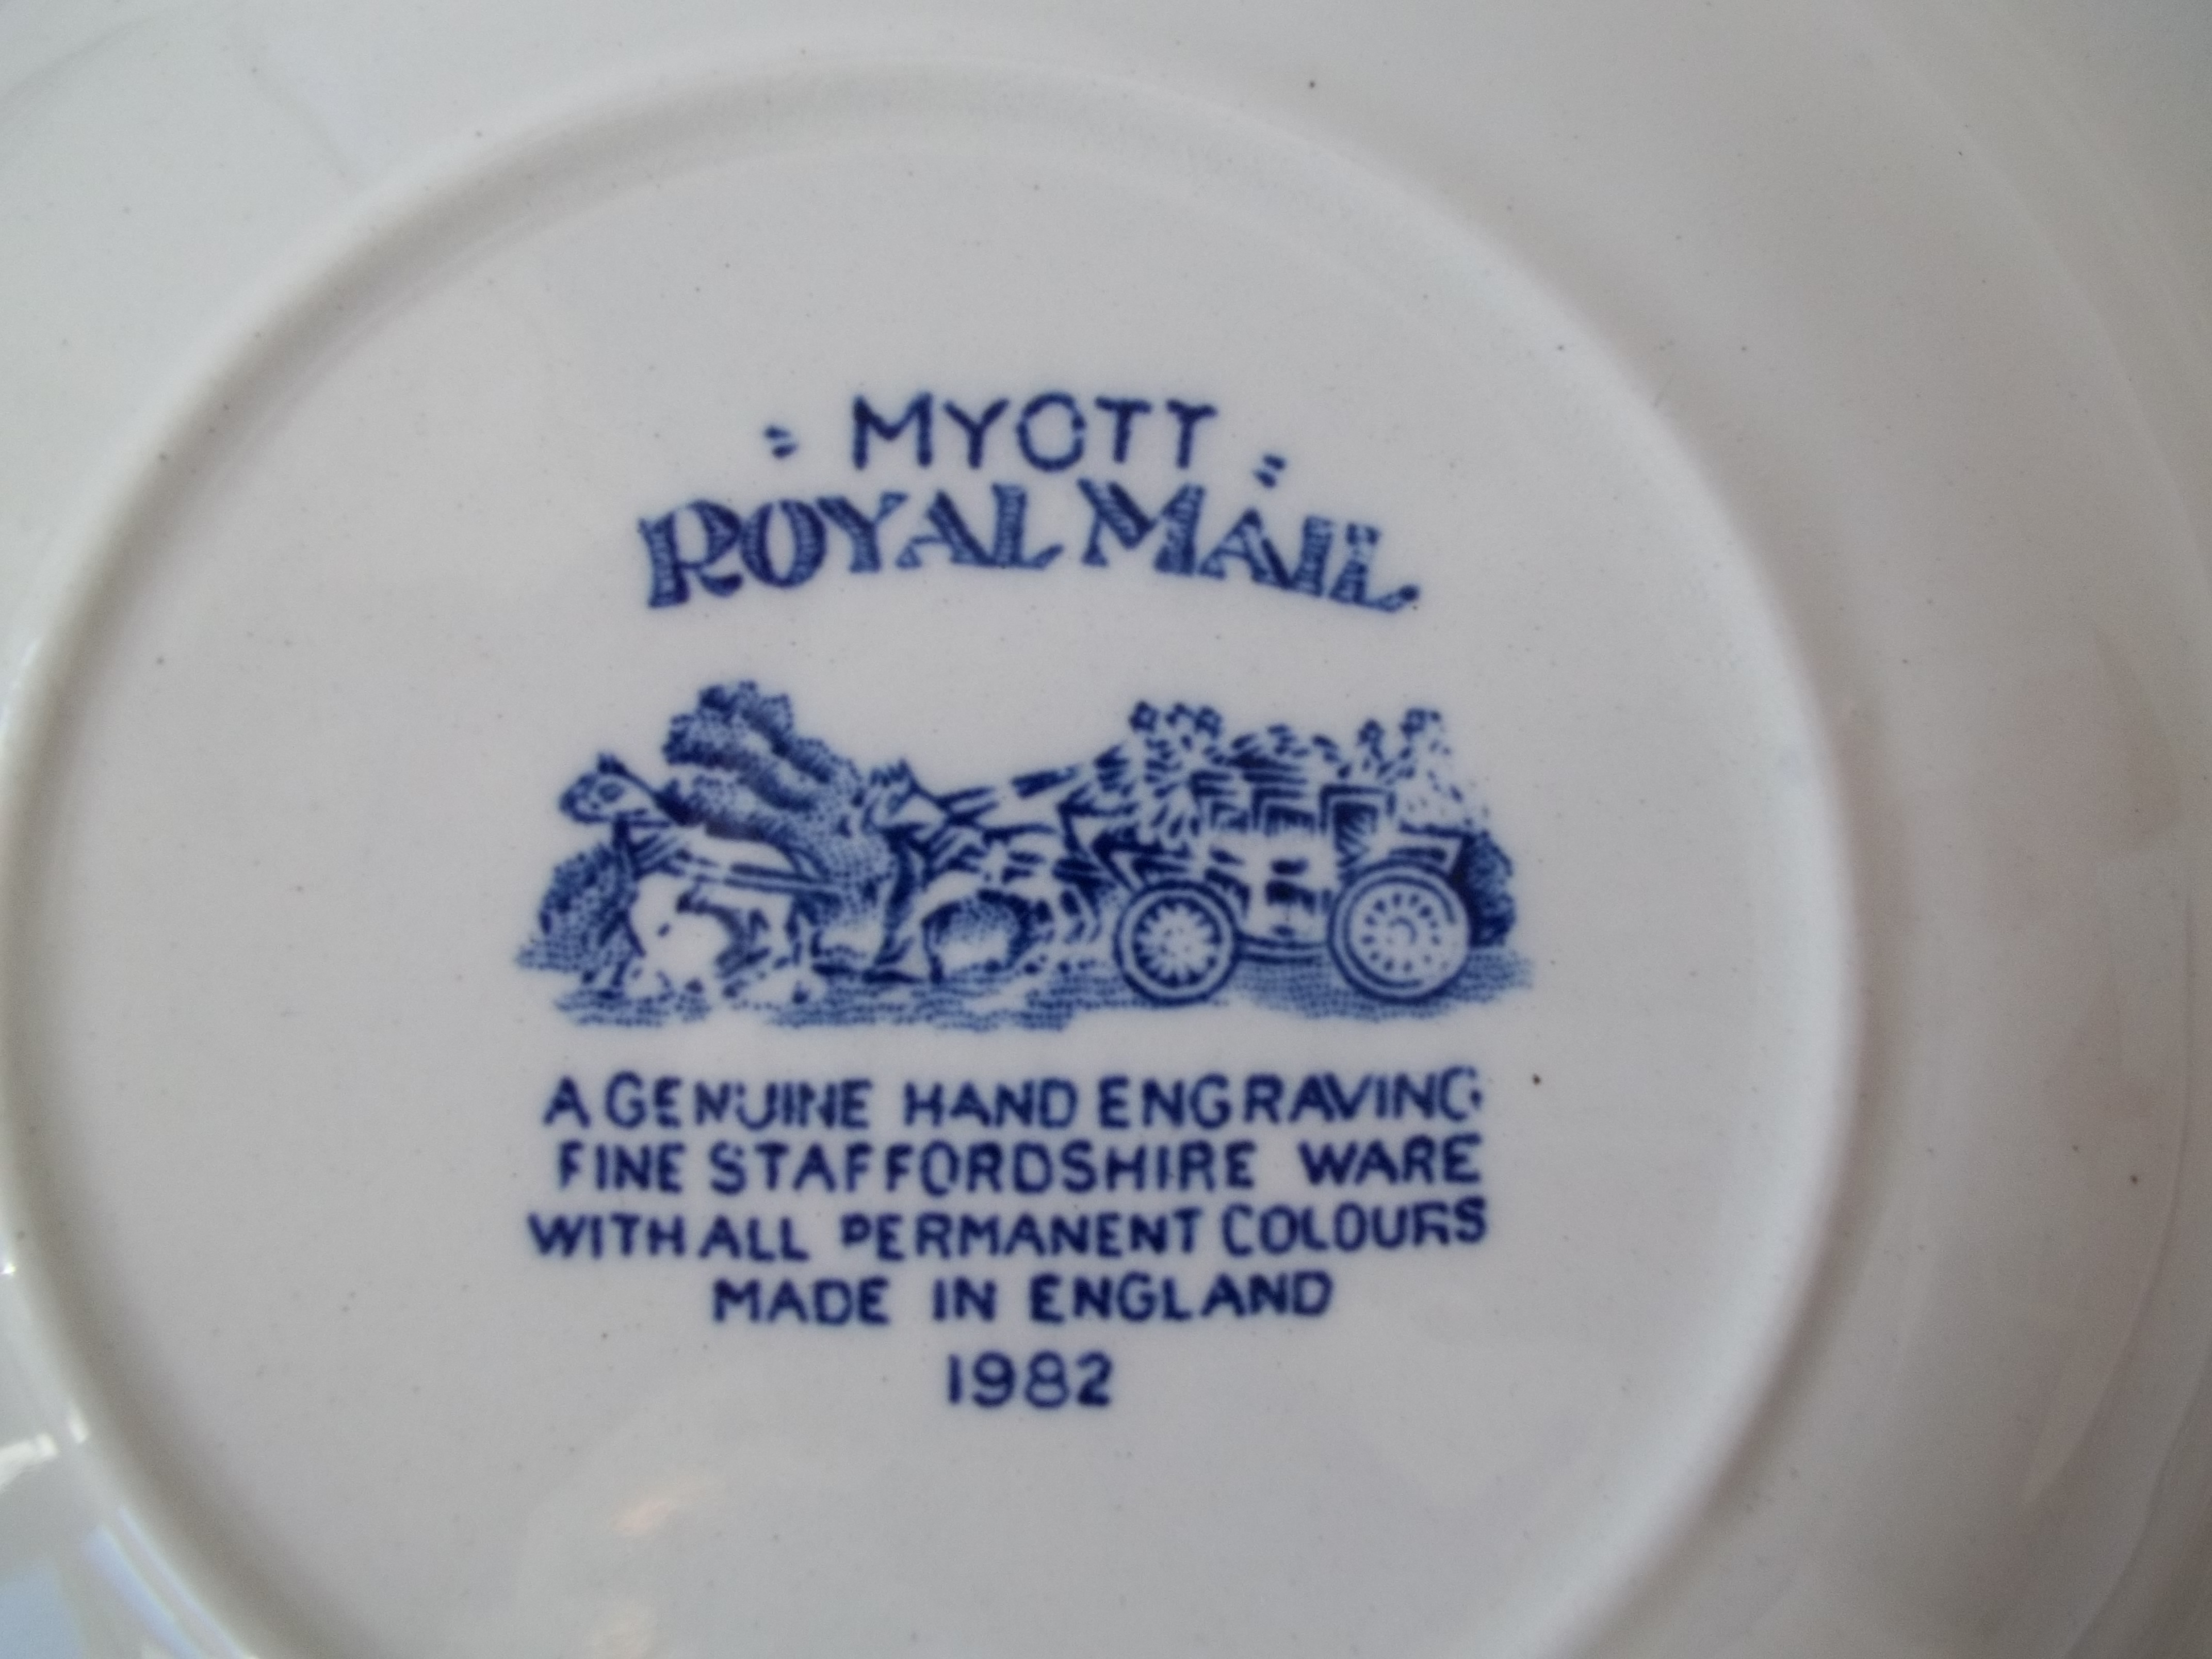 MYOTT
ROYAL MAIL
A GENUINE HAND ENGRAVING
FINE STAFFORDSHIRE WARE
WITH ALL PERMANENT COLOURS
MADE IN ENGLAND
1982